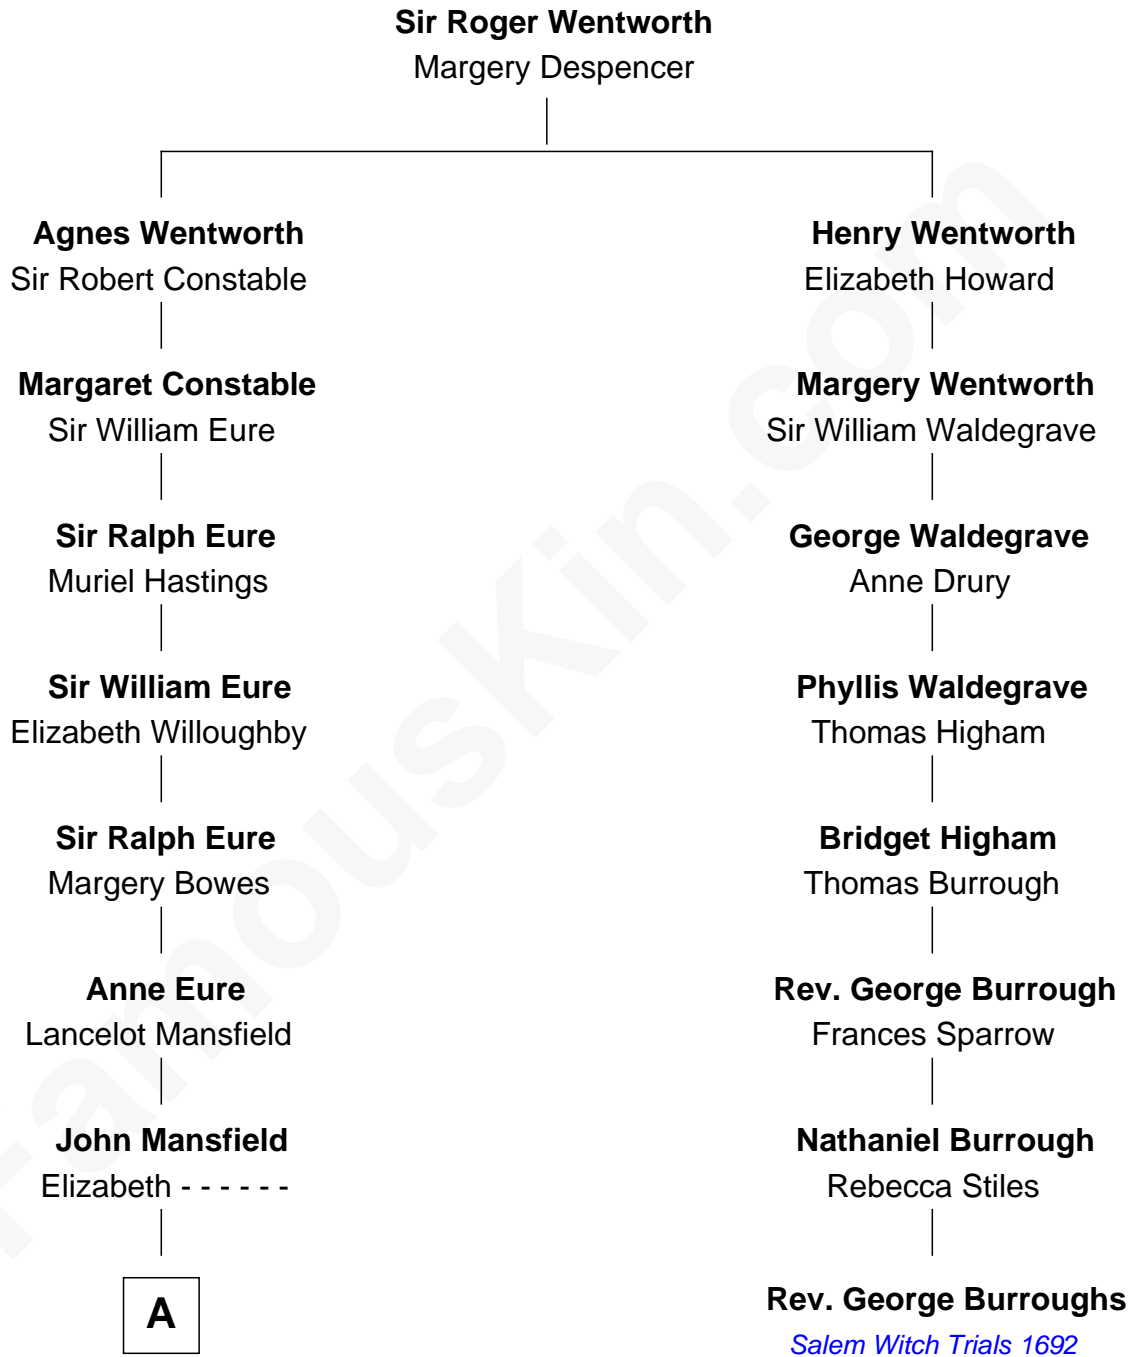 Sir Roger Wentworth
Margery Despencer
Agnes Wentworth
Sir Robert Constable
Henry Wentworth
Elizabeth Howard
Margaret Constable
Sir William Eure
Margery Wentworth
Sir William Waldegrave
Sir Ralph Eure
Muriel Hastings
George Waldegrave
Anne Drury
Sir William Eure
Elizabeth Willoughby
Phyllis Waldegrave
Thomas Higham
Sir Ralph Eure
Margery Bowes
Bridget Higham
Thomas Burrough
Anne Eure
Lancelot Mansfield
Rev. George Burrough
Frances Sparrow
John Mansfield
Elizabeth - - - - - -
Nathaniel Burrough
Rebecca Stiles
A
Rev. George Burroughs
Salem Witch Trials 1692
FamousKin.com